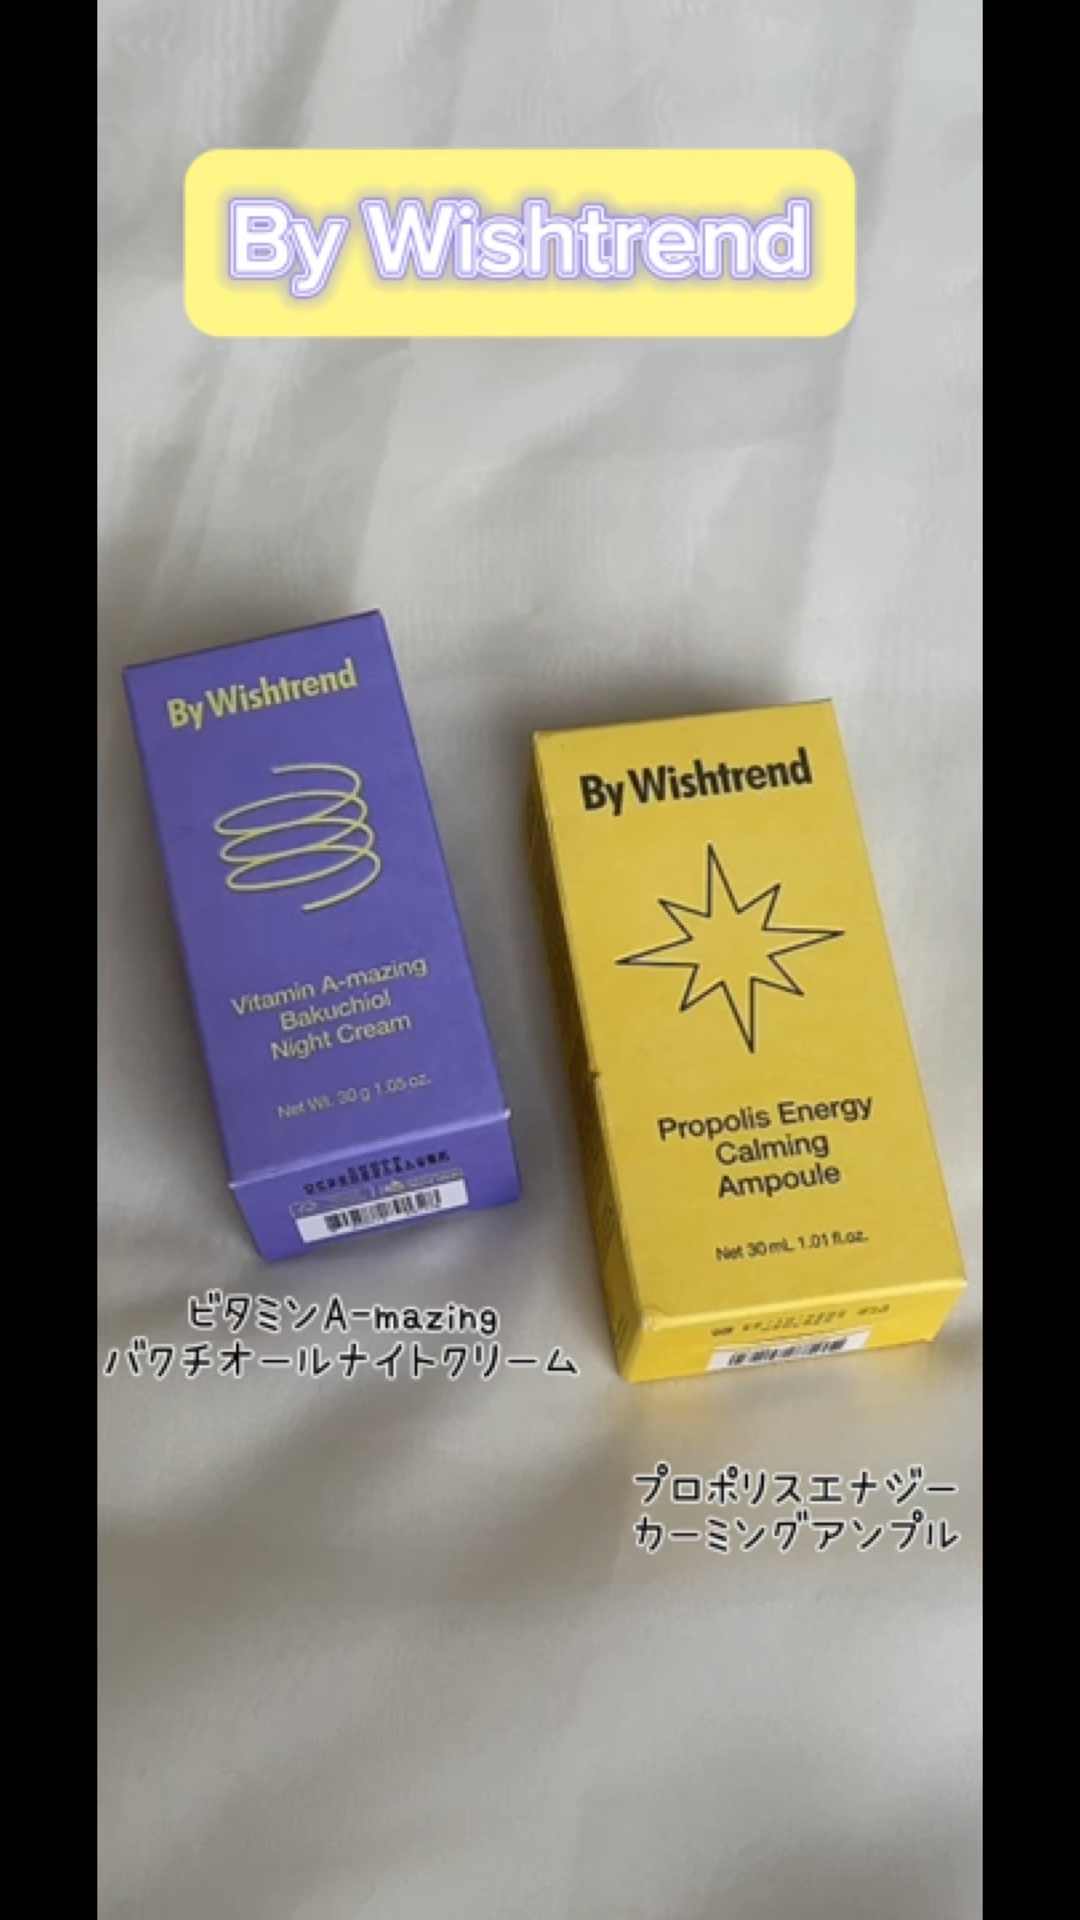 By Wishtrend
By Wishtrend
Vitamin A-mazing
Bakuchiol
Night Cream
Net Wt. 30 g 1.05 oz.
By Wishtrend
Propolis Energy
Calming
Ampoule
Net 30 mL 1.01 fl.oz.
ビタミンA-mazing
バクチオールナイトクリーム
プロポリスエナジー
カーミングアンプル